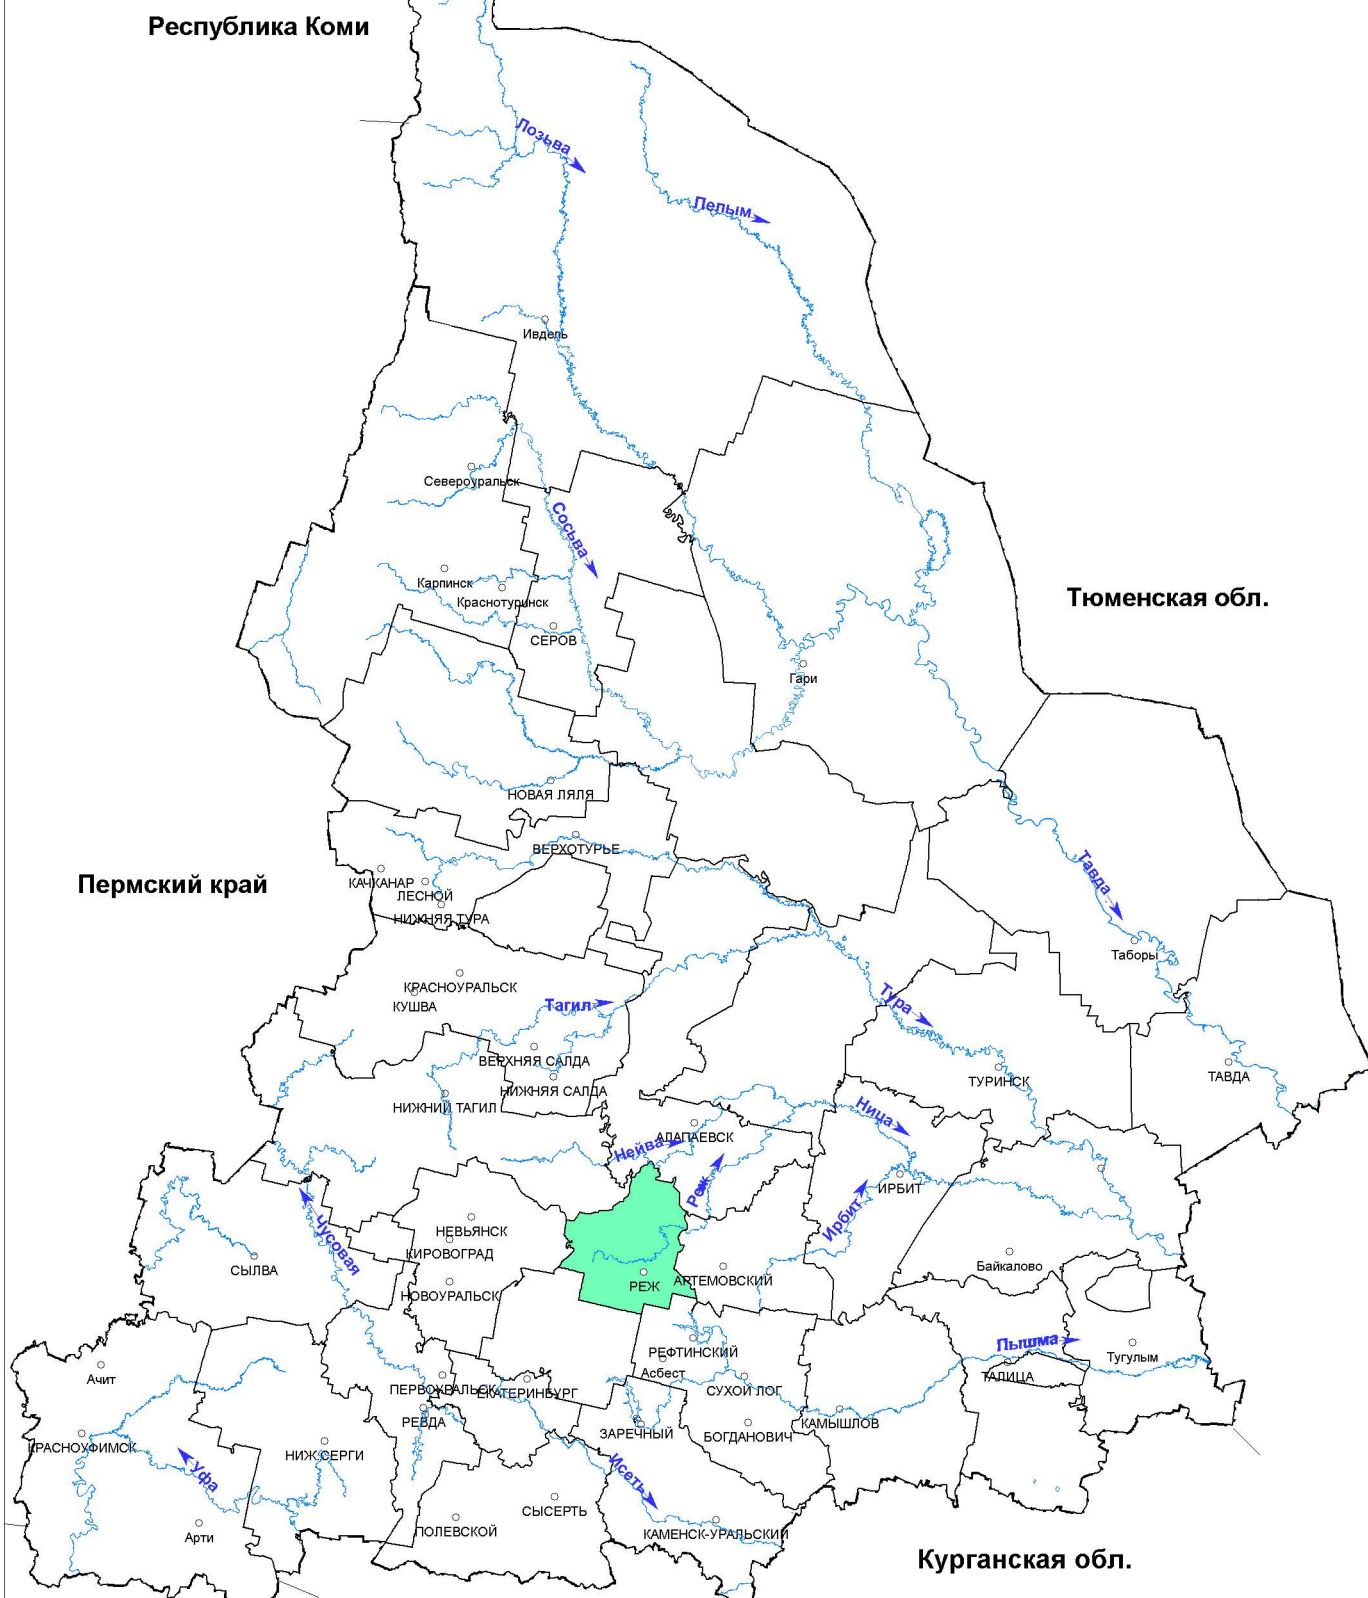 Республика Коми
Лозьва
Пелым
Ивдель
Североуральск
Сосьва
Карпинск
Краснотуринск
СЕРОВ
Тюменская обл.
Гари
НОВАЯ ЛЯЛЯ
ВЕРХОТУРЬЕ
Пермский край
КАЧКАНАР
ЛЕСНОЙ
НИЖНЯЯ ТУРА
Тавда
Таборы
КРАСНОУРАЛЬСК
КУШВА
Тагил
Тура
ВЕРХНЯЯ САЛДА
НИЖНЯЯ САЛДА
ТУРИНСК
ТАВДА
НИЖНИЙ ТАГИЛ
Ница
АЛАПАЕВСК
Нейва
Реж
ИРБИТ
Ирбит
НЕВЬЯНСК
КИРОВОГРАД
Чусовая
СЫЛВА
Байкалово
НОВОУРАЛЬСК
РЕЖ
АРТЕМОВСКИЙ
Пышма
РЕФТИНСКИЙ
Тугулым
Асбест
Ачит
ТАЛИЦА
ПЕРВОУРАЛЬСК
ЕКАТЕРИНБУРГ
СУХОЙ ЛОГ
РЕВДА
ЗАРЕЧНЫЙ
БОГДАНОВИЧ
КАМЫШЛОВ
КРАСНОУФИМСК
НИЖ.СЕРГИ
Уфа
Исеть
СЫСЕРТЬ
Арти
ПОЛЕВСКОЙ
КАМЕНСК-УРАЛЬСКИЙ
Курганская обл.